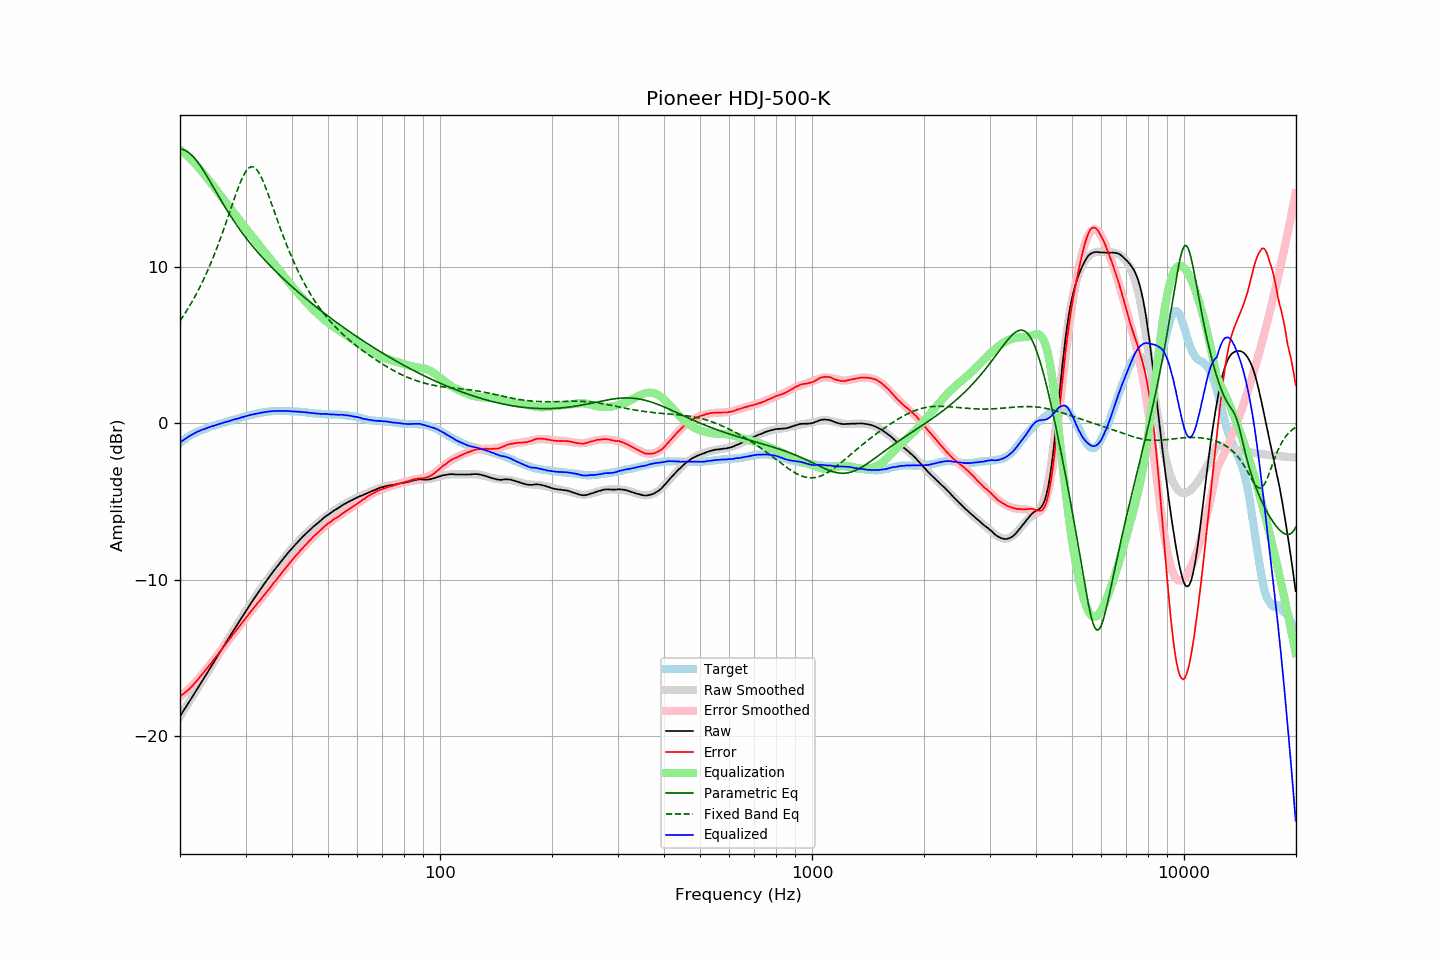 Pioneer HDJ-500-K
10
0
−10
−20
Amplitude (dBr)
100
1000
10000
Frequency (Hz)
Target
Raw Smoothed
Error Smoothed
Raw
Error
Equalization
Parametric Eq
Fixed Band Eq
Equalized